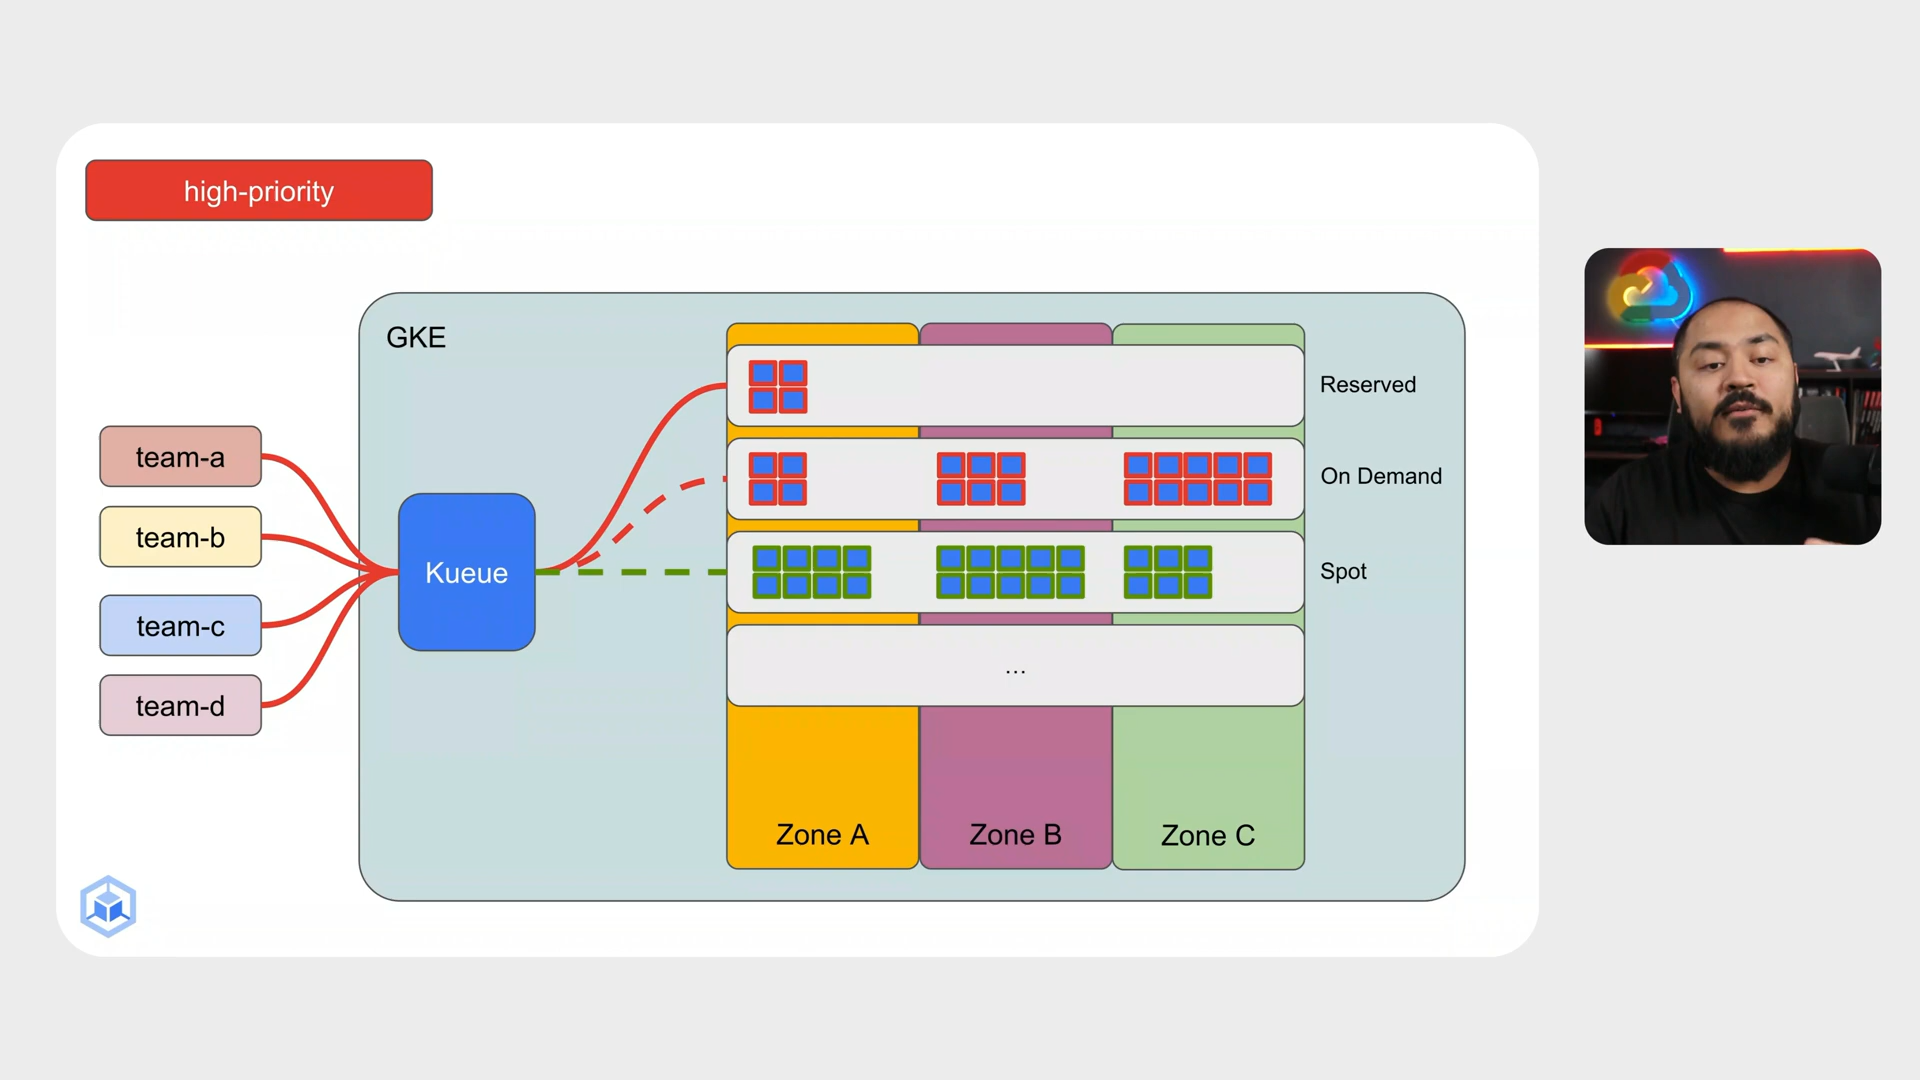 high-priority
GKE
Reserved
team-a
On Demand
team-b
Kueue
Spot
team-c
...
team-d
Zone A
Zone B
Zone C